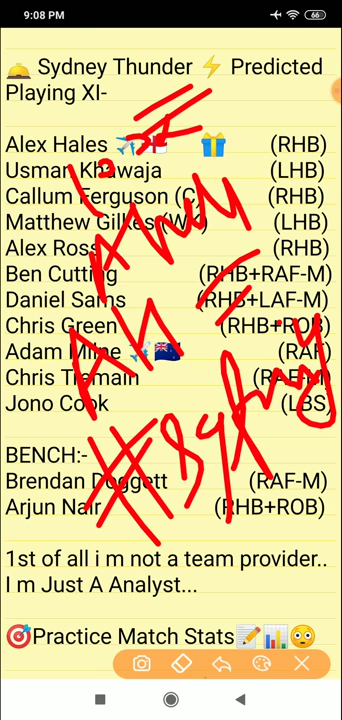 9:08 PM
66
🛎️ Sydney Thunder ⚡ Predicted
Playing XI-
Alex Hales ✈️🏴󠁧󠁢󠁥󠁮󠁧󠁿 🎁 (RHB)
Usman Khawaja (LHB)
Callum Ferguson (C) (RHB)
Matthew Gilkes (WK) (LHB)
Alex Ross (RHB)
Ben Cutting (RHB+RAF-M)
Daniel Sams (RHB+LAF-M)
Chris Green (RHB+ROB)
Adam Milne ✈️🇳🇿 (RAF)
Chris Tremain (RAF-M)
Jono Cook (LBS)
BENCH:-
Brendan Doggett (RAF-M)
Arjun Nair (RHB+ROB)
1st of all i m not a team provider..
I m Just A Analyst...
🎯Practice Match Stats📝📊😳